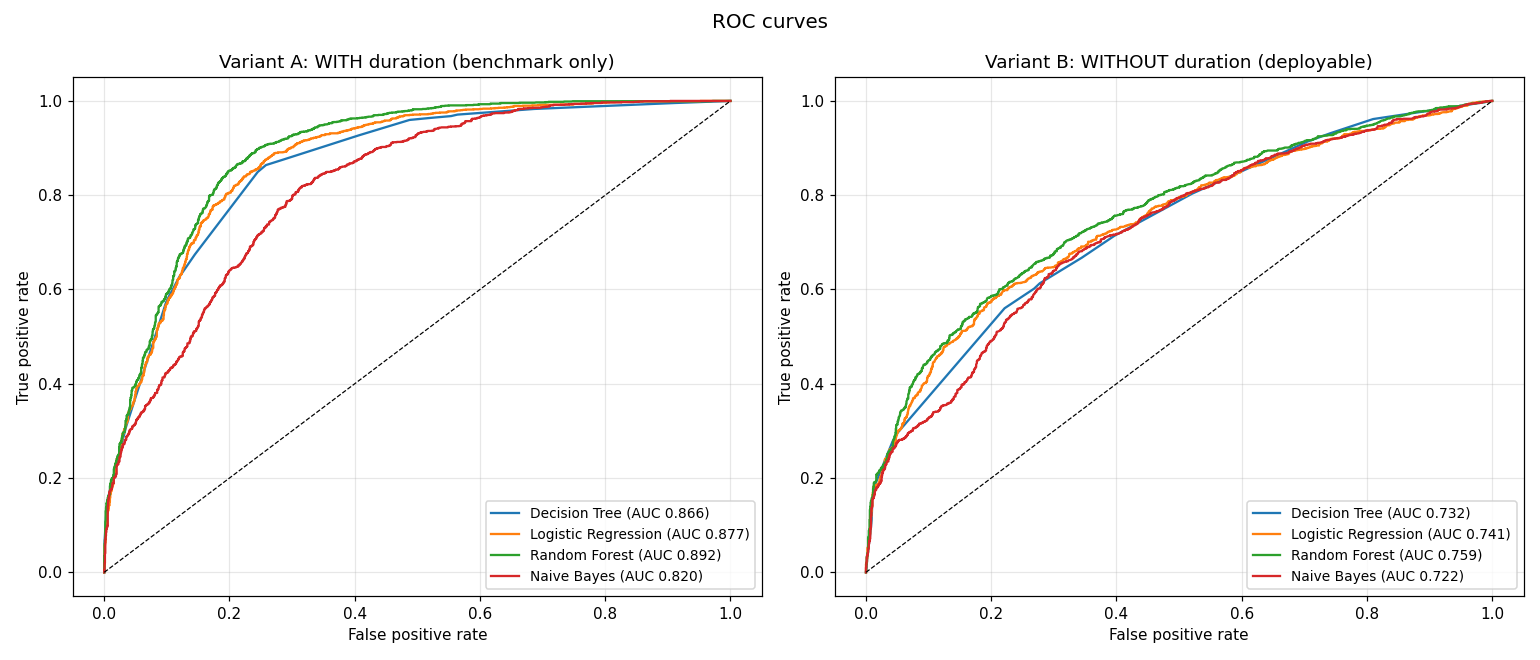 ROC curves
Variant A: WITH duration (benchmark only)
True positive rate
1.0
0.8
0.6
0.4
0.2
0.0
Decision Tree (AUC 0.866)
Logistic Regression (AUC 0.877)
Random Forest (AUC 0.892)
Naive Bayes (AUC 0.820)
0.0 0.2 0.4 0.6 0.8 1.0
False positive rate
Variant B: WITHOUT duration (deployable)
True positive rate
1.0
0.8
0.6
0.4
0.2
0.0
Decision Tree (AUC 0.732)
Logistic Regression (AUC 0.741)
Random Forest (AUC 0.759)
Naive Bayes (AUC 0.722)
0.0 0.2 0.4 0.6 0.8 1.0
False positive rate